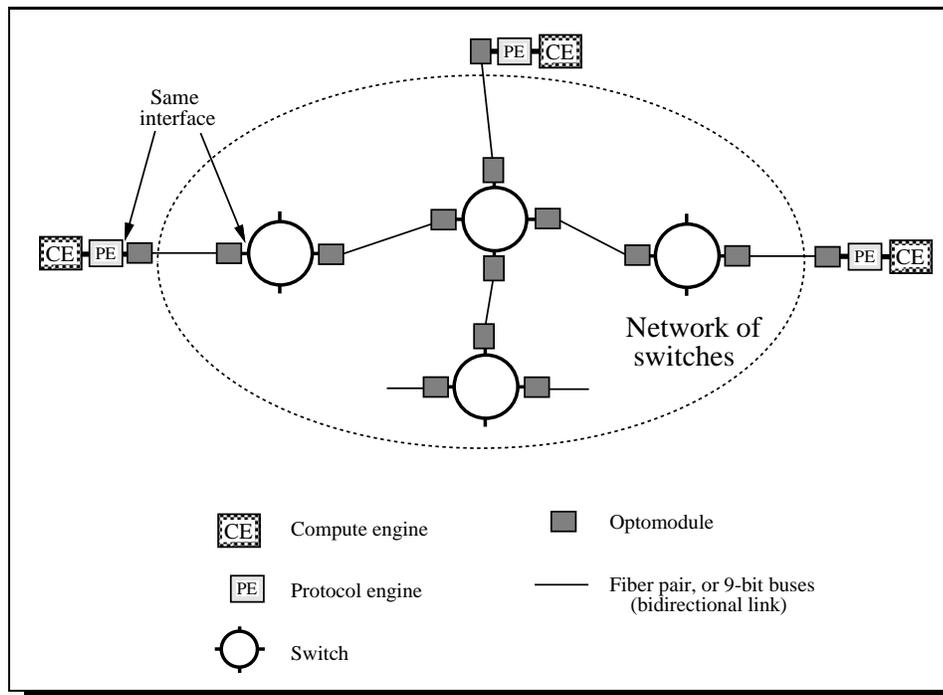 PE CE
Same
interface
CE PE
PE CE
Network of
switches
CE Compute engine
Optomodule
PE Protocol engine
Fiber pair, or 9-bit buses
(bidirectional link)
Switch